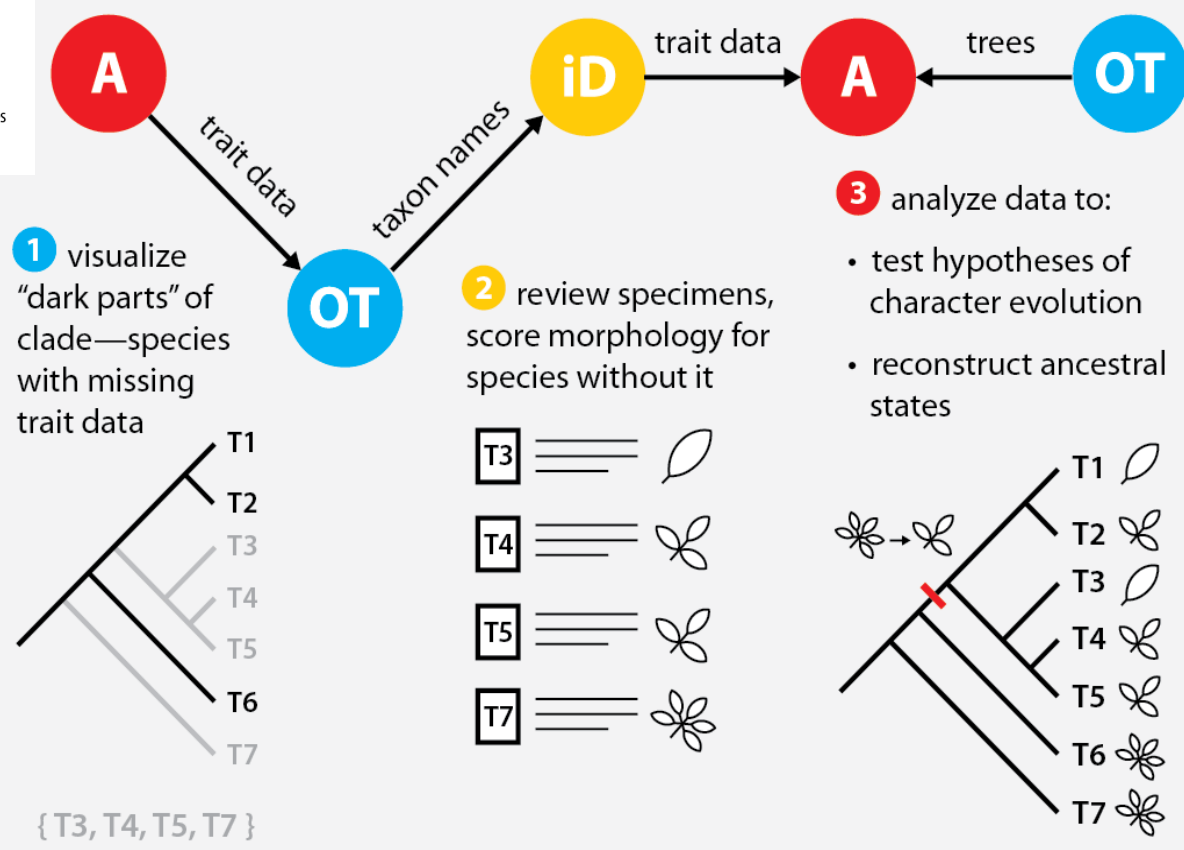 s
A
trait data
OT
taxon names
iD
trait data
A
trees
OT
1 visualize
“dark parts” of
clade—species
with missing
trait data
T1
T2
T3
T4
T5
T6
T7
{ T3, T4, T5, T7 }
2 review specimens,
score morphology for
species without it
T3
T4
T5
T7
3 analyze data to:
• test hypotheses of
character evolution
• reconstruct ancestral
states
T1
T2
T3
T4
T5
T6
T7